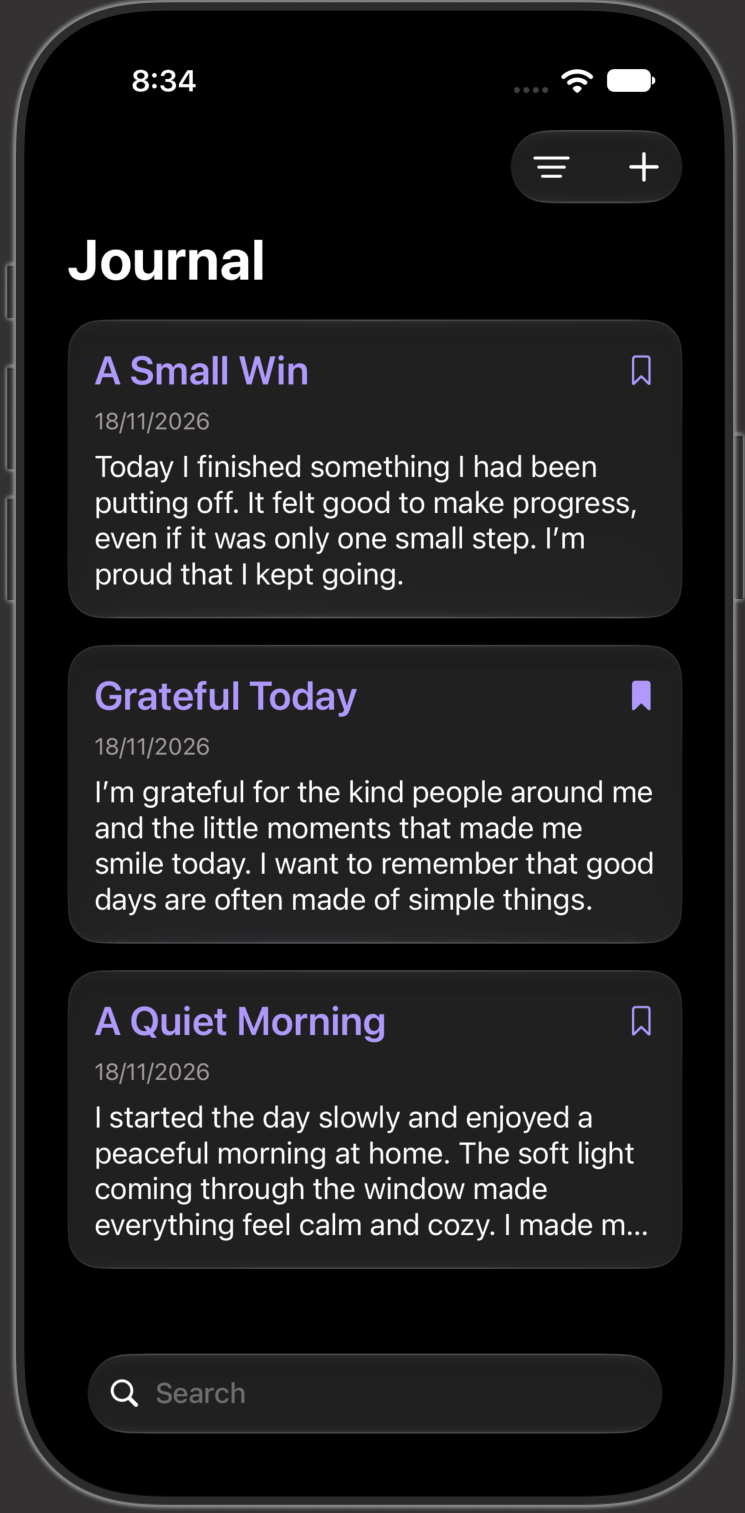 8:34
Journal
A Small Win
18/11/2026
Today I finished something I had been
putting off. It felt good to make progress,
even if it was only one small step. I’m
proud that I kept going.
Grateful Today
18/11/2026
I’m grateful for the kind people around me
and the little moments that made me
smile today. I want to remember that good
days are often made of simple things.
A Quiet Morning
18/11/2026
I started the day slowly and enjoyed a
peaceful morning at home. The soft light
coming through the window made
everything feel calm and cozy. I made m...
Search